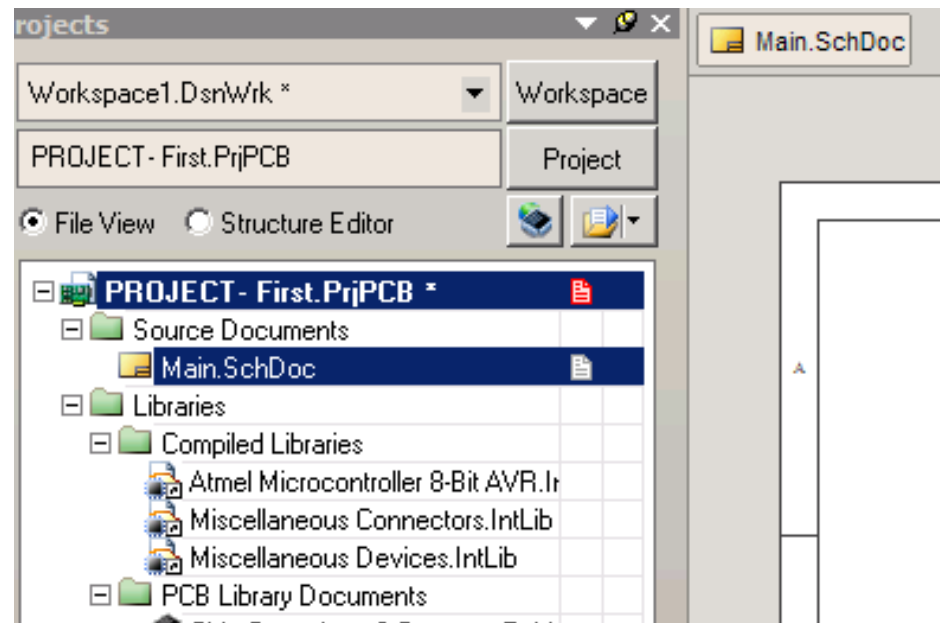 rojects
Main.SchDoc
Workspace1.DsnWrk *
Workspace
PROJECT - First.PrjPCB
Project
File View
Structure Editor
PROJECT - First.PrjPCB *
Source Documents
Main.SchDoc
A
Libraries
Compiled Libraries
Atmel Microcontroller 8-Bit AVR.Ir
Miscellaneous Connectors.IntLib
Miscellaneous Devices.IntLib
PCB Library Documents